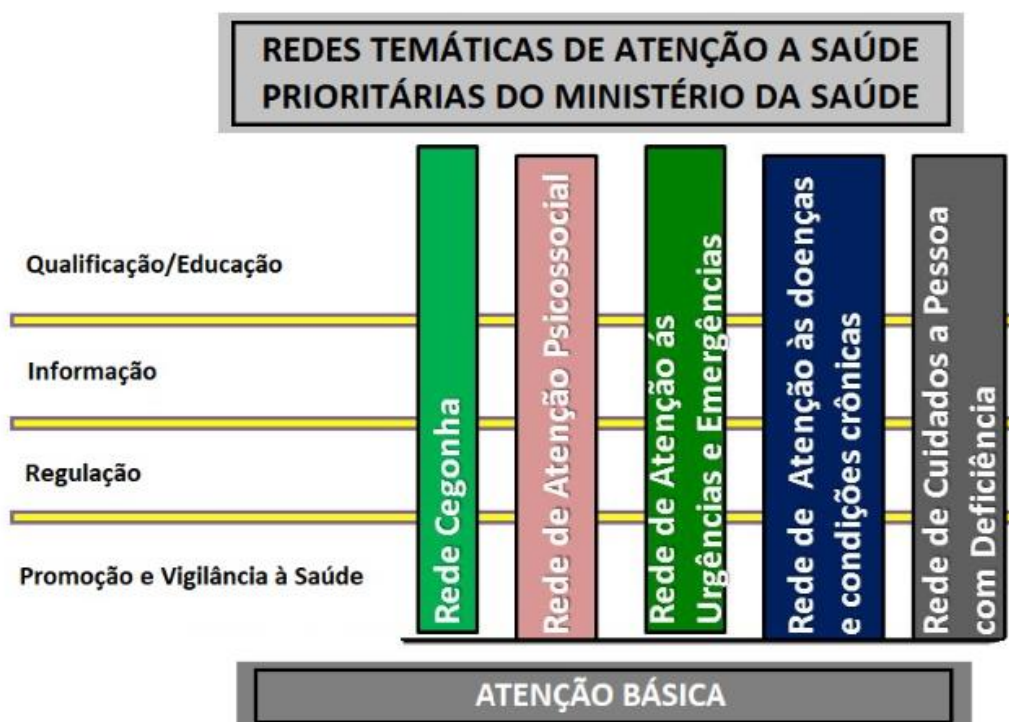 REDES TEMÁTICAS DE ATENÇÃO A SAÚDE
PRIORITÁRIAS DO MINISTÉRIO DA SAÚDE
Qualificação/Educação
Informação
Regulação
Promoção e Vigilância à Saúde
Rede Cegonha
Rede de Atenção Psicossocial
Rede de Atenção ás
Urgências e Emergências
Rede de Atenção às doenças
e condições crônicas
Rede de Cuidados a Pessoa
com Deficiência
ATENÇÃO BÁSICA